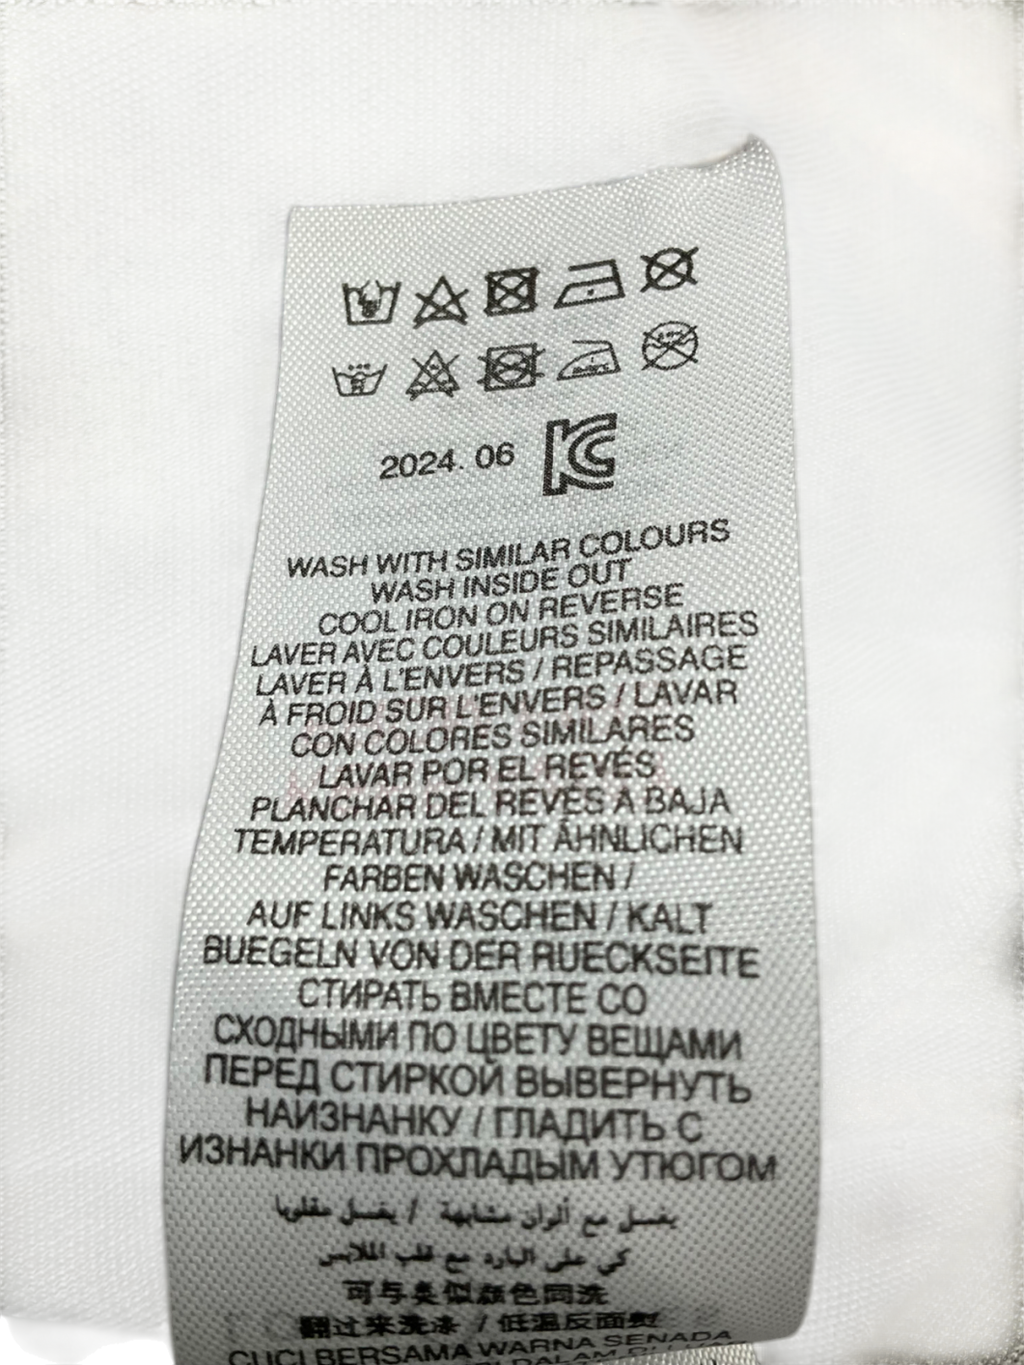 2024. 06 KC
WASH WITH SIMILAR COLOURS
WASH INSIDE OUT
COOL IRON ON REVERSE
LAVER AVEC COULEURS SIMILAIRES
LAVER À L'ENVERS / REPASSAGE
À FROID SUR L'ENVERS / LAVAR
CON COLORES SIMILARES
LAVAR POR EL REVÉS
PLANCHAR DEL REVÉS A BAJA
TEMPERATURA / MIT ÄHNLICHEN
FARBEN WASCHEN /
AUF LINKS WASCHEN / KALT
BUEGELN VON DER RUECKSEITE
СТИРАТЬ ВМЕСТЕ СО
СХОДНЫМИ ПО ЦВЕТУ ВЕЩАМИ
ПЕРЕД СТИРКОЙ ВЫВЕРНУТЬ
НАИЗНАНКУ / ГЛАДИТЬ С
ИЗНАНКИ ПРОХЛАДЫМ УТЮГОМ
يغسل مع ألوان مشابهة / يغسل مقلوبا
كي على البارد مع قلب الملابس
可与类似颜色同洗
翻过来洗涤 / 低温反面熨
CUCI BERSAMA WARNA SENADA